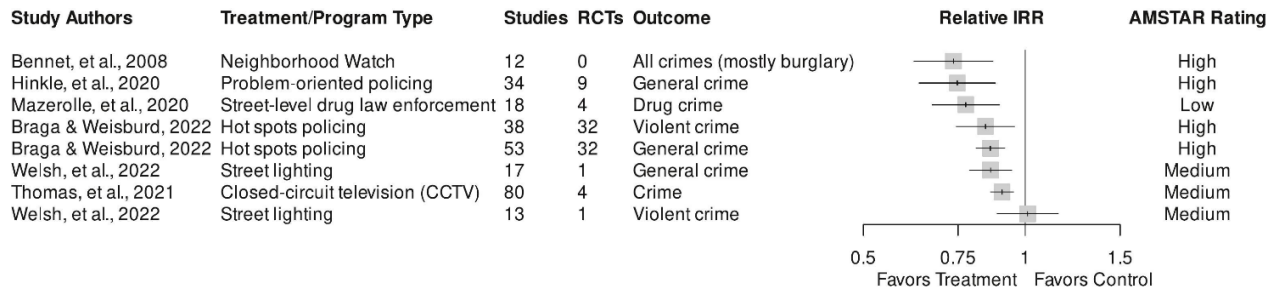 Study Authors Treatment/Program Type Studies RCTs Outcome Relative IRR AMSTAR Rating
Bennet, et al., 2008 Neighborhood Watch 12 0 All crimes (mostly burglary) High
Hinkle, et al., 2020 Problem-oriented policing 34 9 General crime High
Mazerolle, et al., 2020 Street-level drug law enforcement 18 4 Drug crime Low
Braga & Weisburd, 2022 Hot spots policing 38 32 Violent crime High
Braga & Weisburd, 2022 Hot spots policing 53 32 General crime High
Welsh, et al., 2022 Street lighting 17 1 General crime Medium
Thomas, et al., 2021 Closed-circuit television (CCTV) 80 4 Crime Medium
Welsh, et al., 2022 Street lighting 13 1 Violent crime Medium
0.5 0.75 1 1.5
Favors Treatment Favors Control